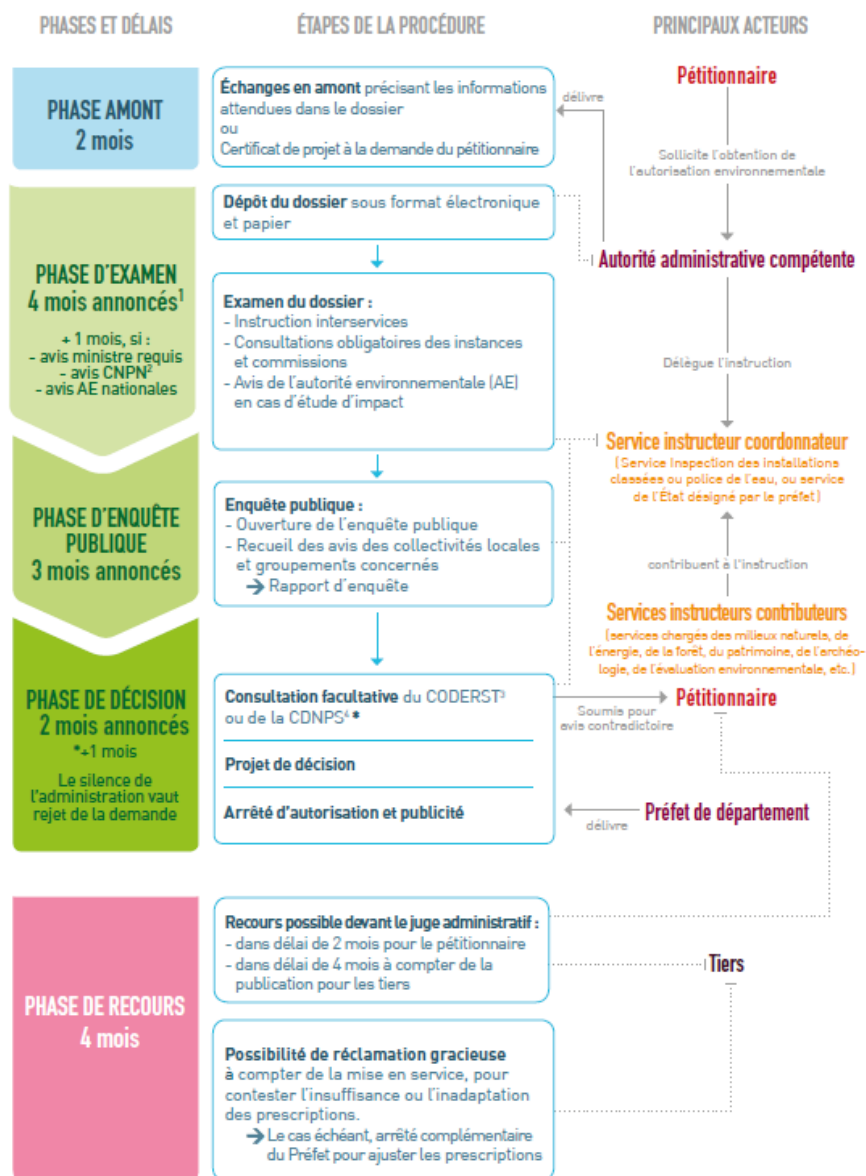 PHASES ET DÉLAIS
ÉTAPES DE LA PROCÉDURE
PRINCIPAUX ACTEURS
PHASE AMONT
2 mois
Échanges en amont précisant les informations
attendues dans le dossier
ou
Certificat de projet à la demande du pétitionnaire
délivre
Pétitionnaire
Sollicite l'obtention de
l'autorisation environnementale
Dépôt du dossier sous format électronique
et papier
Autorité administrative compétente
PHASE D'EXAMEN
4 mois annoncés¹
+ 1 mois, si :
- avis ministre requis
- avis CNPN²
- avis AE nationales
Examen du dossier :
- Instruction interservices
- Consultations obligatoires des instances
et commissions
- Avis de l'autorité environnementale (AE)
en cas d'étude d'impact
Délègue l'instruction
Service instructeur coordonnateur
(Service Inspection des installations
classées ou police de l'eau, ou service
de l'État désigné par le préfet)
PHASE D'ENQUÊTE
PUBLIQUE
3 mois annoncés
Enquête publique :
- Ouverture de l'enquête publique
- Recueil des avis des collectivités locales
et groupements concernés
→ Rapport d'enquête
contribuent à l'instruction
Services instructeurs contributeurs
(services chargés des milieux naturels, de
l'énergie, de la forêt, du patrimoine, de l'archéo-
logie, de l'évaluation environnementale, etc.)
PHASE DE DÉCISION
2 mois annoncés
*+1 mois
Le silence de
l'administration vaut
rejet de la demande
Consultation facultative du CODERST³
ou de la CDNPS⁴*
Projet de décision
Arrêté d'autorisation et publicité
Soumis pour
avis contradictoire
Pétitionnaire
délivre
Préfet de département
PHASE DE RECOURS
4 mois
Recours possible devant le juge administratif :
- dans délai de 2 mois pour le pétitionnaire
- dans délai de 4 mois à compter de la
publication pour les tiers
Tiers
Possibilité de réclamation gracieuse
à compter de la mise en service, pour
contester l'insuffisance ou l'inadaptation
des prescriptions.
→ Le cas échéant, arrêté complémentaire
du Préfet pour ajuster les prescriptions